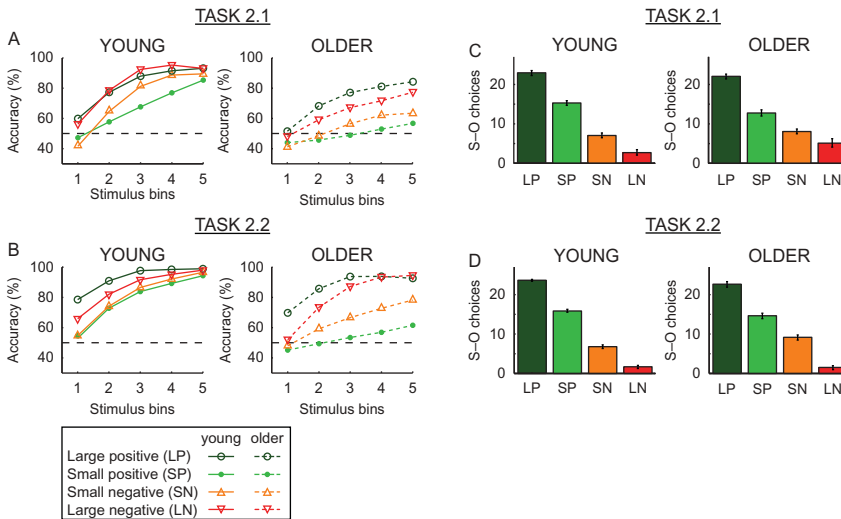 TASK 2.1
TASK 2.1
A
YOUNG
OLDER
C
YOUNG
OLDER
Accuracy (%)
100
80
60
40
1 2 3 4 5
Stimulus bins
Accuracy (%)
100
80
60
40
1 2 3 4 5
Stimulus bins
S–O choices
20
10
0
LP SP SN LN
S–O choices
20
10
0
LP SP SN LN
TASK 2.2
TASK 2.2
B
YOUNG
OLDER
D
YOUNG
OLDER
Accuracy (%)
100
80
60
40
1 2 3 4 5
Stimulus bins
Accuracy (%)
100
80
60
40
1 2 3 4 5
Stimulus bins
S–O choices
20
10
0
LP SP SN LN
S–O choices
20
10
0
LP SP SN LN
young older
Large positive (LP)
Small positive (SP)
Small negative (SN)
Large negative (LN)